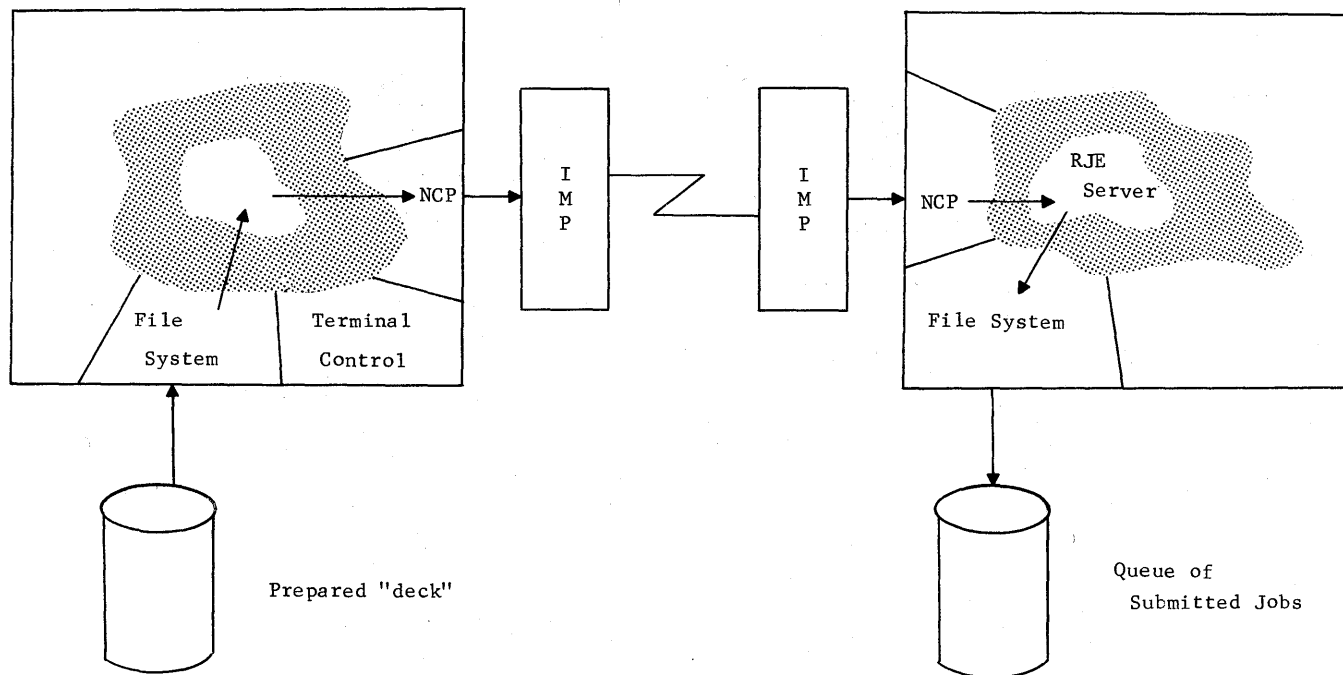 NCP
File
System
Terminal
Control
I
M
P
I
M
P
RJE
Server
NCP
File System
Prepared "deck"
Queue of
Submitted Jobs